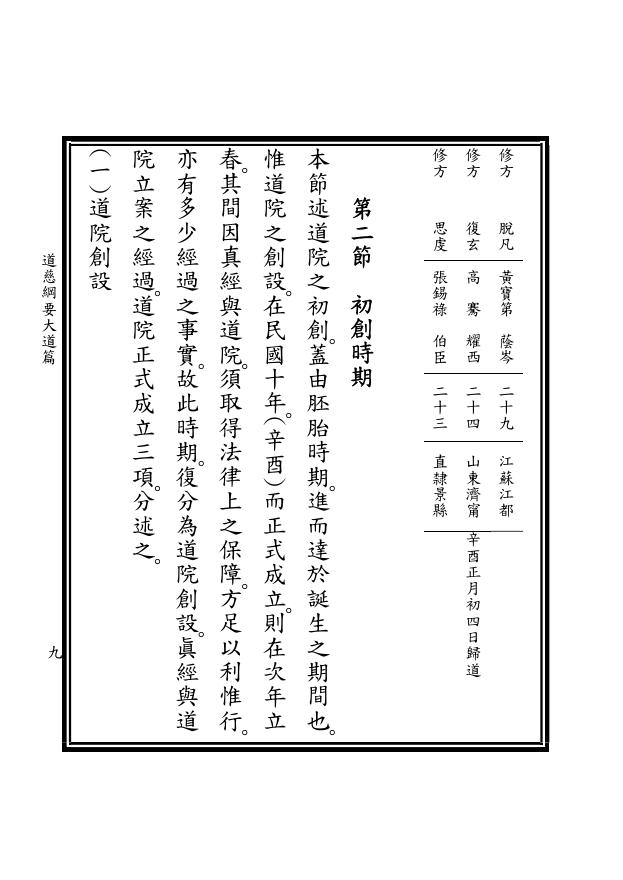 修方　脫凡　黃寶第　蔭岑　二十九　江蘇江都
修方　復玄　高騫　耀西　二十四　山東濟甯　辛酉正月初四日歸道
修方　思虔　張錫祿　伯臣　二十三　直隸景縣
第二節　初創時期
本節述道院之初創。蓋由胚胎時期。進而達於誕生之期間也。
惟道院之創設。在民國十年。(辛酉)而正式成立。則在次年立
春。其間因真經與道院。須取得法律上之保障。方足以利惟行。
亦有多少經過之事實。故此時期。復分為道院創設。眞經與道
院立案之經過。道院正式成立三項。分述之。
(一)道院創設
道慈綱要大道篇
九